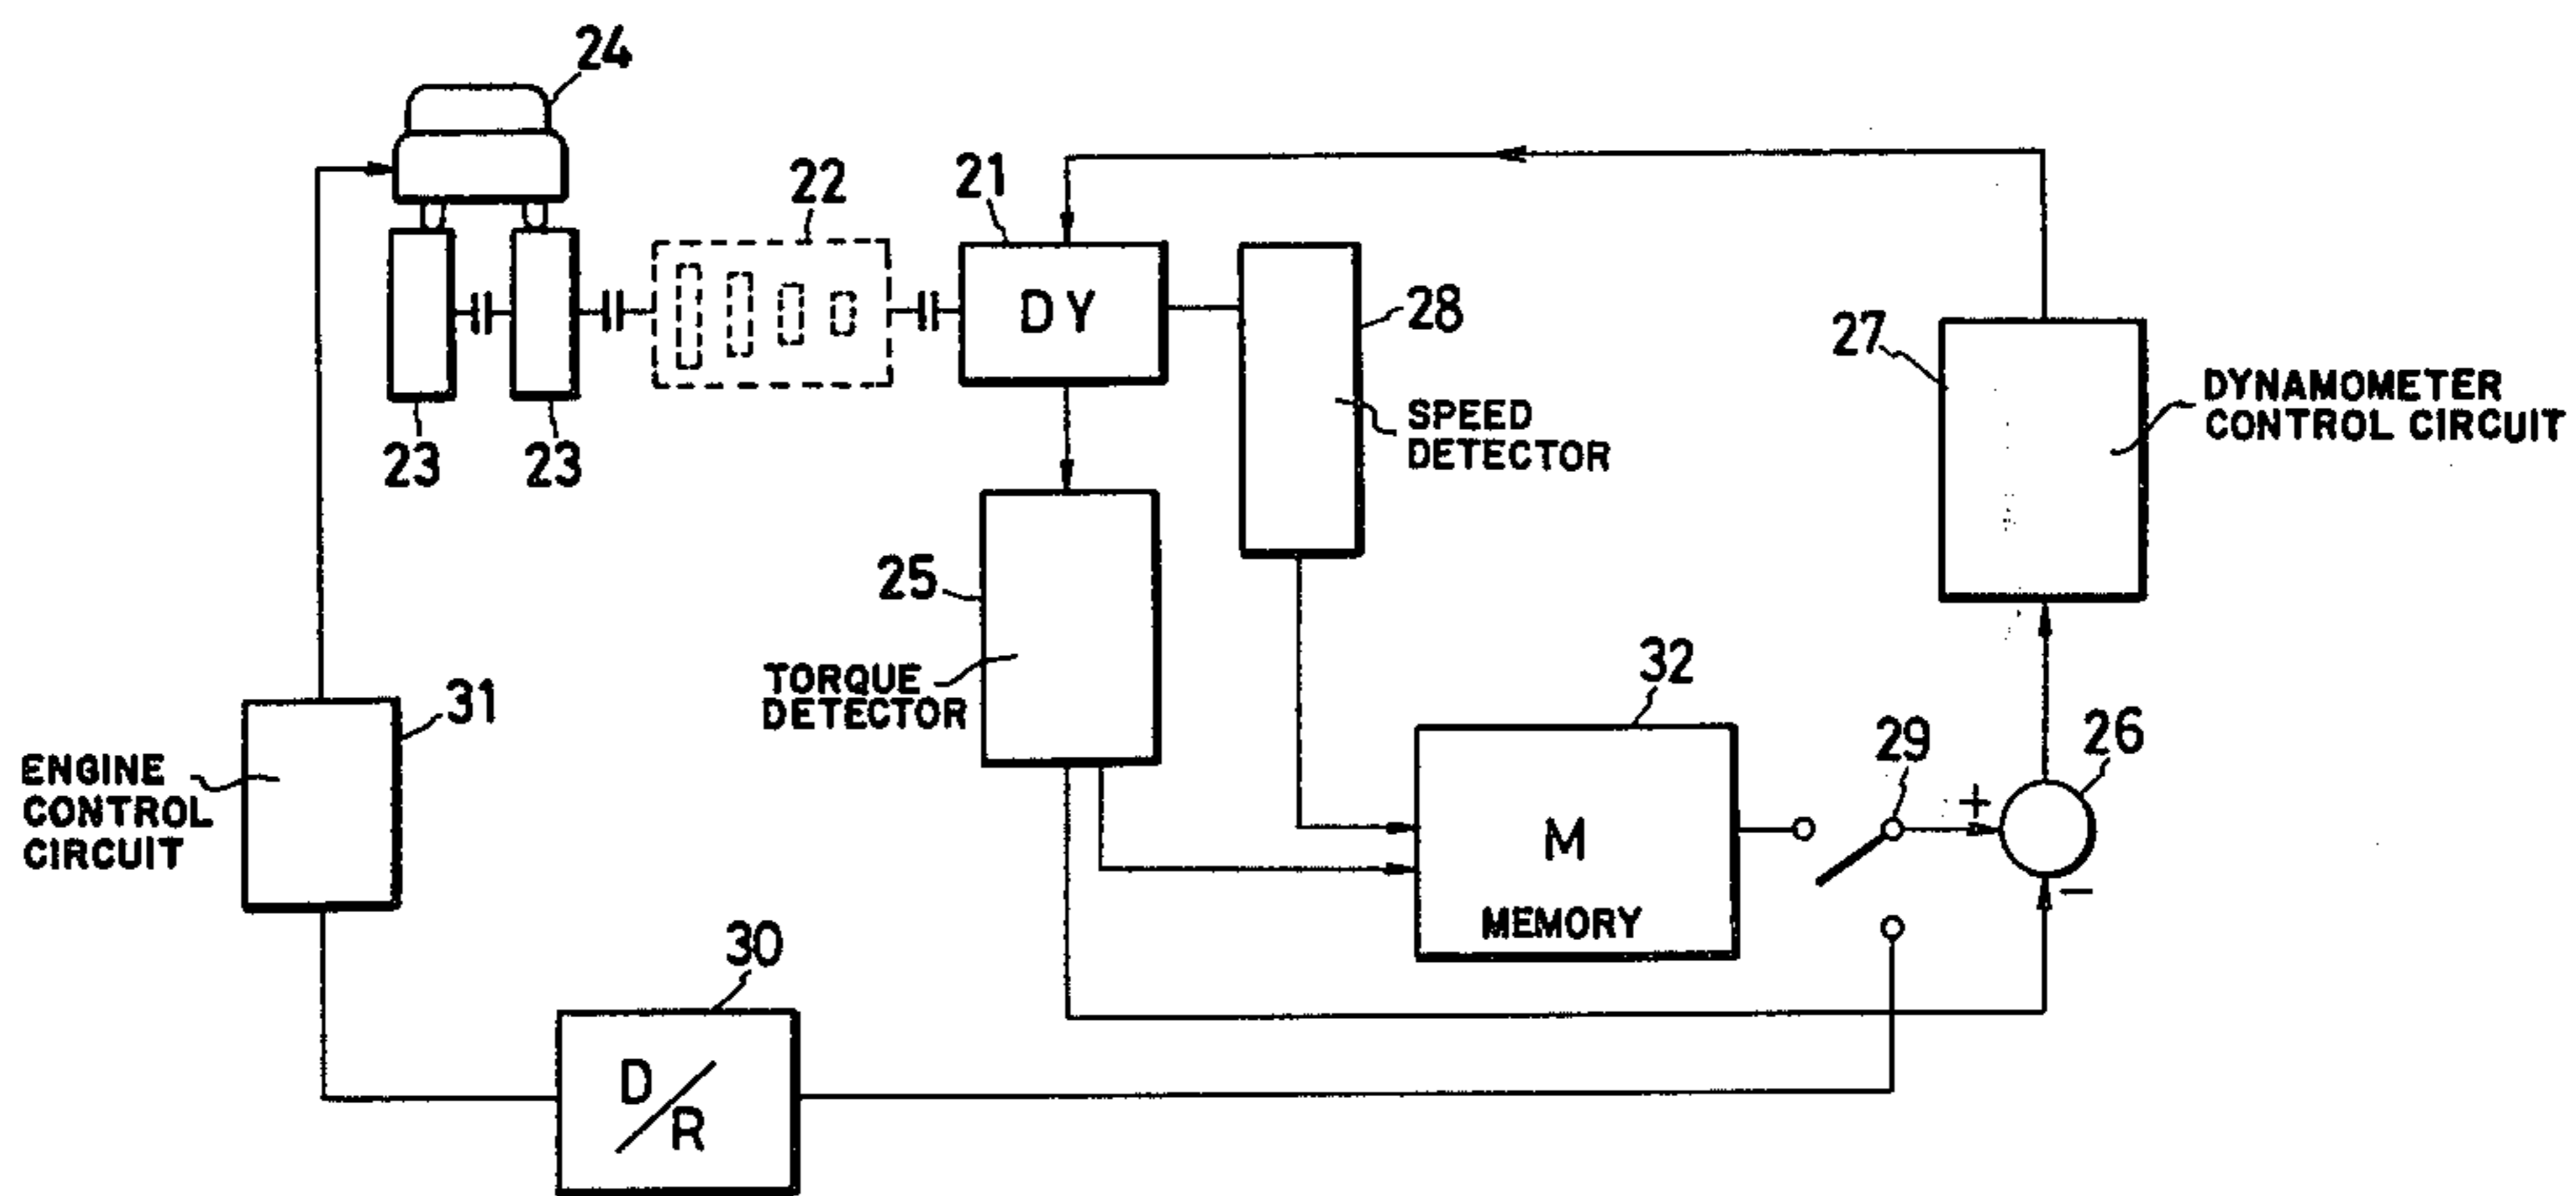 24
22
21
DY
28
27
23
23
SPEED
DETECTOR
DYNAMOMETER
CONTROL CIRCUIT
25
TORQUE
DETECTOR
32
31
29
26
ENGINE
CONTROL
CIRCUIT
M
MEMORY
+
−
30
D/R